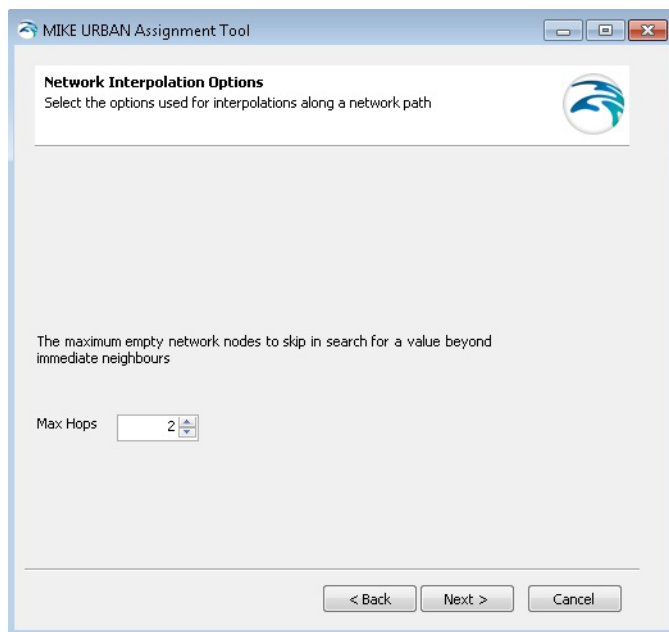 MIKE URBAN Assignment Tool
Network Interpolation Options
Select the options used for interpolations along a network path
The maximum empty network nodes to skip in search for a value beyond
immediate neighbours
Max Hops 2
< Back Next > Cancel